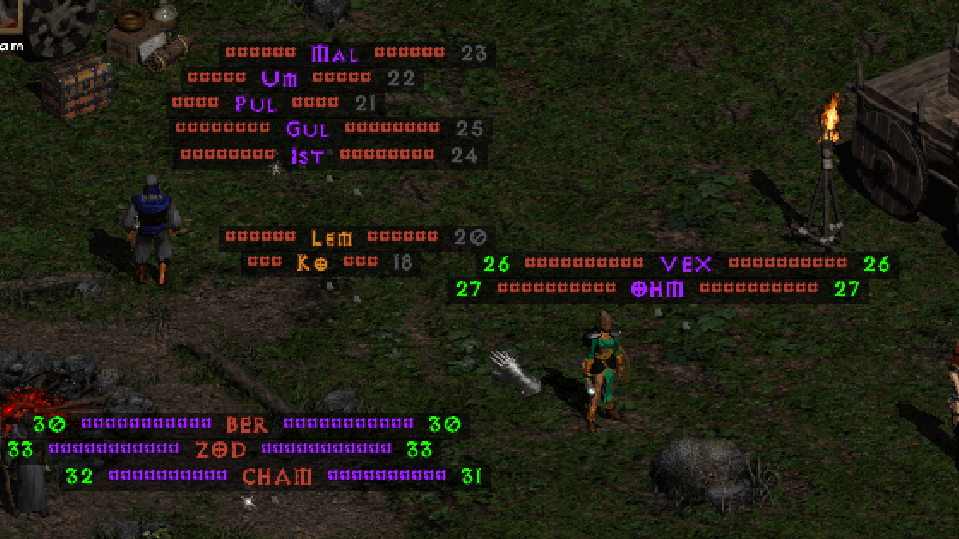 am
Mal 23
Um 22
Pul 21
Gul 25
Ist 24
Lem 20
Ko 18
26 VEX 26
27 OHM 27
30 BER 30
33 ZOD 33
32 CHAM 31